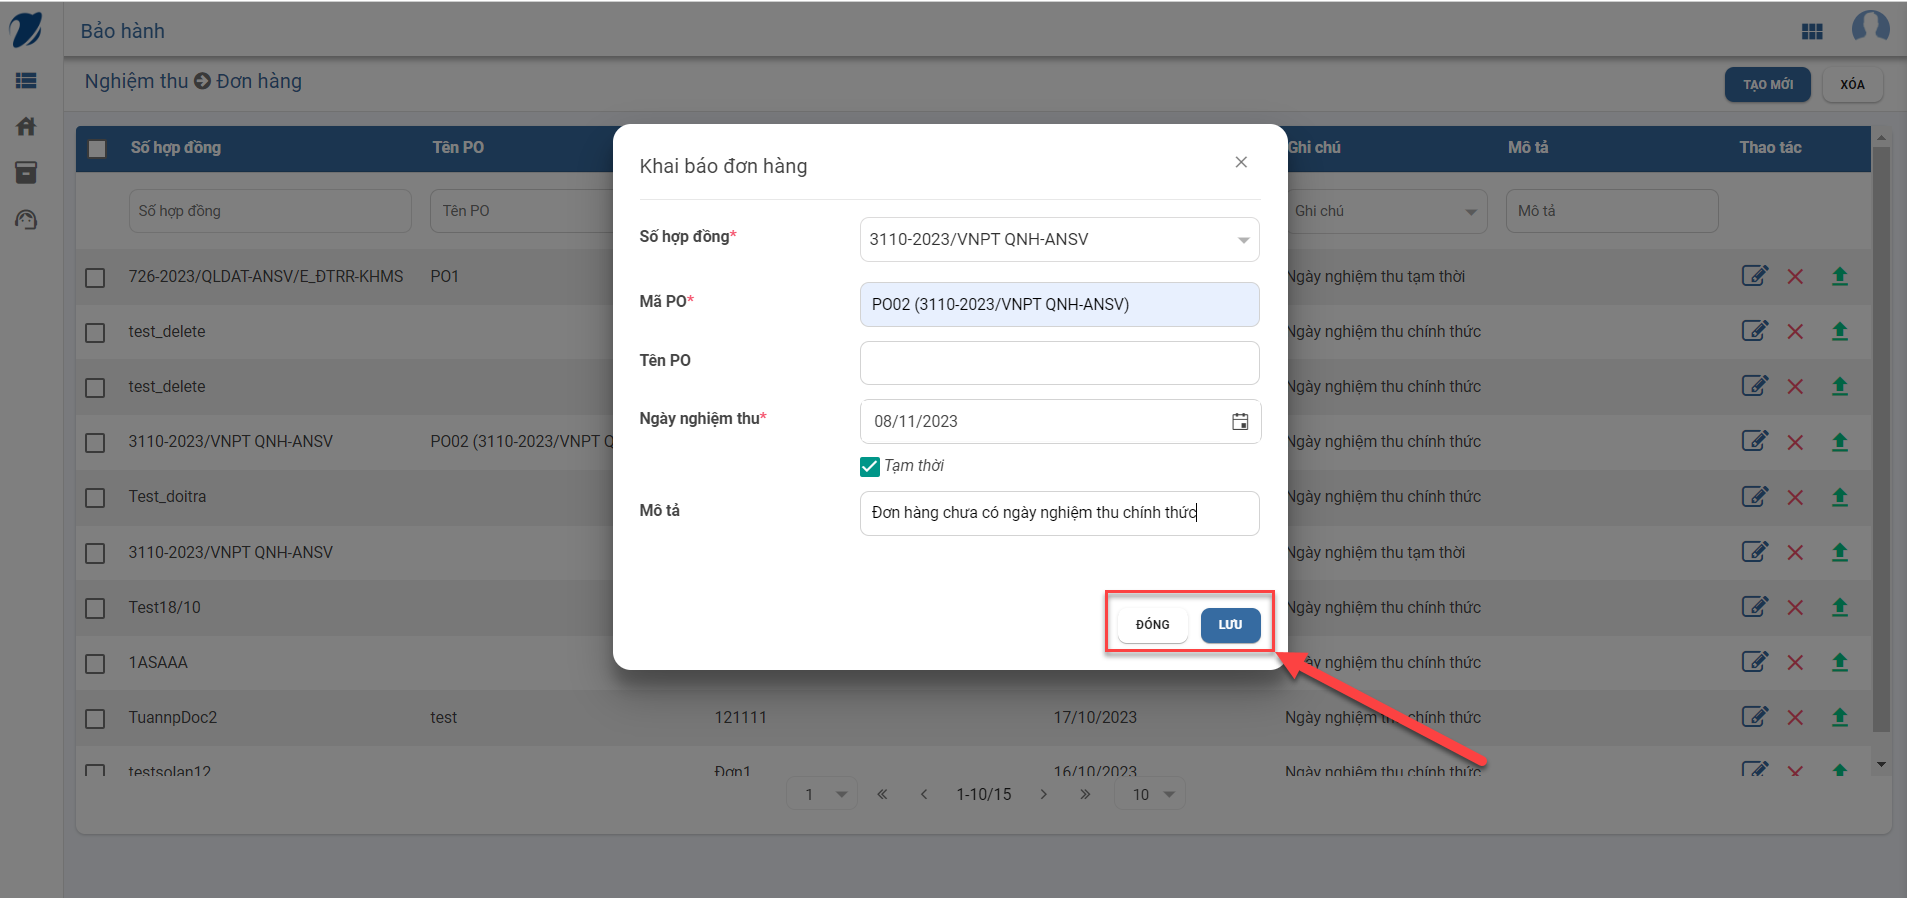 Bảo hành
Nghiệm thu Đơn hàng
TẠO MỚI XÓA
Số hợp đồng Tên PO Ghi chú Mô tả Thao tác
Số hợp đồng Tên PO Ghi chú Mô tả
726-2023/QLDAT-ANSV/E_ĐTRR-KHMS PO1 Ngày nghiệm thu tạm thời
test_delete Ngày nghiệm thu chính thức
test_delete Ngày nghiệm thu chính thức
3110-2023/VNPT QNH-ANSV PO02 (3110-2023/VNPT Q Ngày nghiệm thu chính thức
Test_doitra Ngày nghiệm thu chính thức
3110-2023/VNPT QNH-ANSV Ngày nghiệm thu tạm thời
Test18/10 Ngày nghiệm thu chính thức
1ASAAA Ngày nghiệm thu chính thức
TuannpDoc2 test 121111 17/10/2023 Ngày nghiệm thu chính thức
testsolan12 Đơn1 16/10/2023 Ngày nghiệm thu chính thức
1 1-10/15 10
Khai báo đơn hàng
Số hợp đồng* 3110-2023/VNPT QNH-ANSV
Mã PO* PO02 (3110-2023/VNPT QNH-ANSV)
Tên PO
Ngày nghiệm thu* 08/11/2023
Tạm thời
Mô tả Đơn hàng chưa có ngày nghiệm thu chính thức
ĐÓNG LƯU